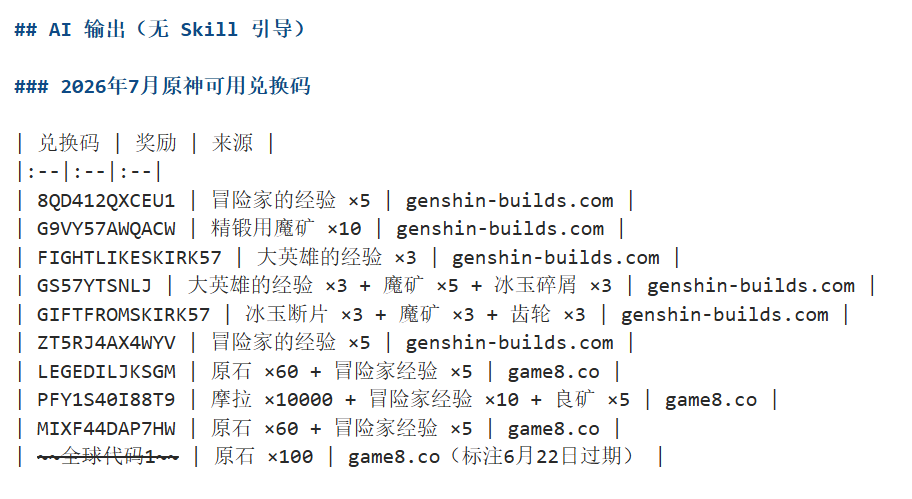 ## AI 输出（无 Skill 引导）
### 2026年7月原神可用兑换码
| 兑换码 | 奖励 | 来源 |
|:--|:--|:--|
| 8QD412QXCEU1 | 冒险家的经验 ×5 | genshin-builds.com |
| G9VY57AWQACW | 精锻用魔矿 ×10 | genshin-builds.com |
| FIGHTLIKESKIRK57 | 大英雄的经验 ×3 | genshin-builds.com |
| GS57YTSNLJ | 大英雄的经验 ×3 + 魔矿 ×5 + 冰玉碎屑 ×3 | genshin-builds.com |
| GIFTFROMSKIRK57 | 冰玉断片 ×3 + 魔矿 ×3 + 齿轮 ×3 | genshin-builds.com |
| ZT5RJ4AX4WYV | 冒险家的经验 ×5 | genshin-builds.com |
| LEGEDILJKSGM | 原石 ×60 + 冒险家经验 ×5 | game8.co |
| PFY1S40I88T9 | 摩拉 ×10000 + 冒险家经验 ×10 + 良矿 ×5 | game8.co |
| MIXF44DAP7HW | 原石 ×60 + 冒险家经验 ×5 | game8.co |
| ~~全球代码1~~ | 原石 ×100 | game8.co（标注6月22日过期） |